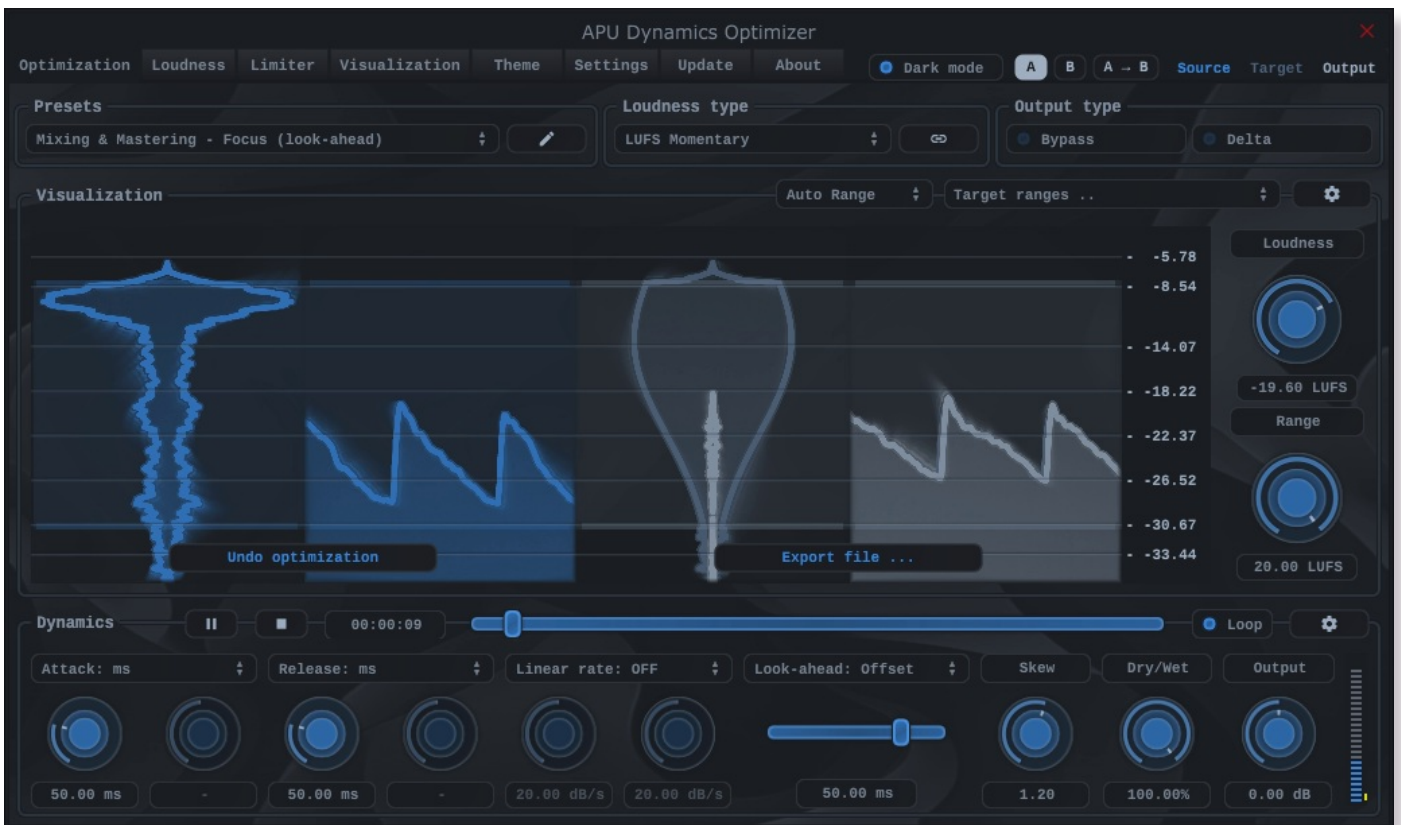 APU Dynamics Optimizer
Optimization Loudness Limiter Visualization Theme Settings Update About Dark mode A B A → B Source Target Output
Presets Loudness type Output type
Mixing & Mastering - Focus (look-ahead) LUFS Momentary Bypass Delta
Visualization Auto Range Target ranges ..
Loudness
- -5.78
- -8.54
- -14.07
- -18.22
-19.60 LUFS
Range
- -22.37
- -26.52
- -30.67
Undo optimization Export file ... - -33.44
20.00 LUFS
Dynamics 00:00:09 Loop
Attack: ms Release: ms Linear rate: OFF Look-ahead: Offset Skew Dry/Wet Output
50.00 ms - 50.00 ms - 20.00 dB/s 20.00 dB/s 50.00 ms 1.20 100.00% 0.00 dB